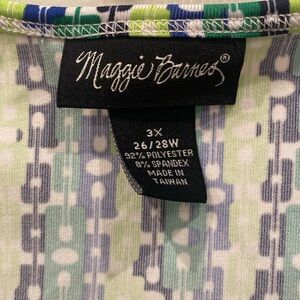 Maggie Barnes®
3X
26/28W
92% POLYESTER
8% SPANDEX
MADE IN
TAIWAN